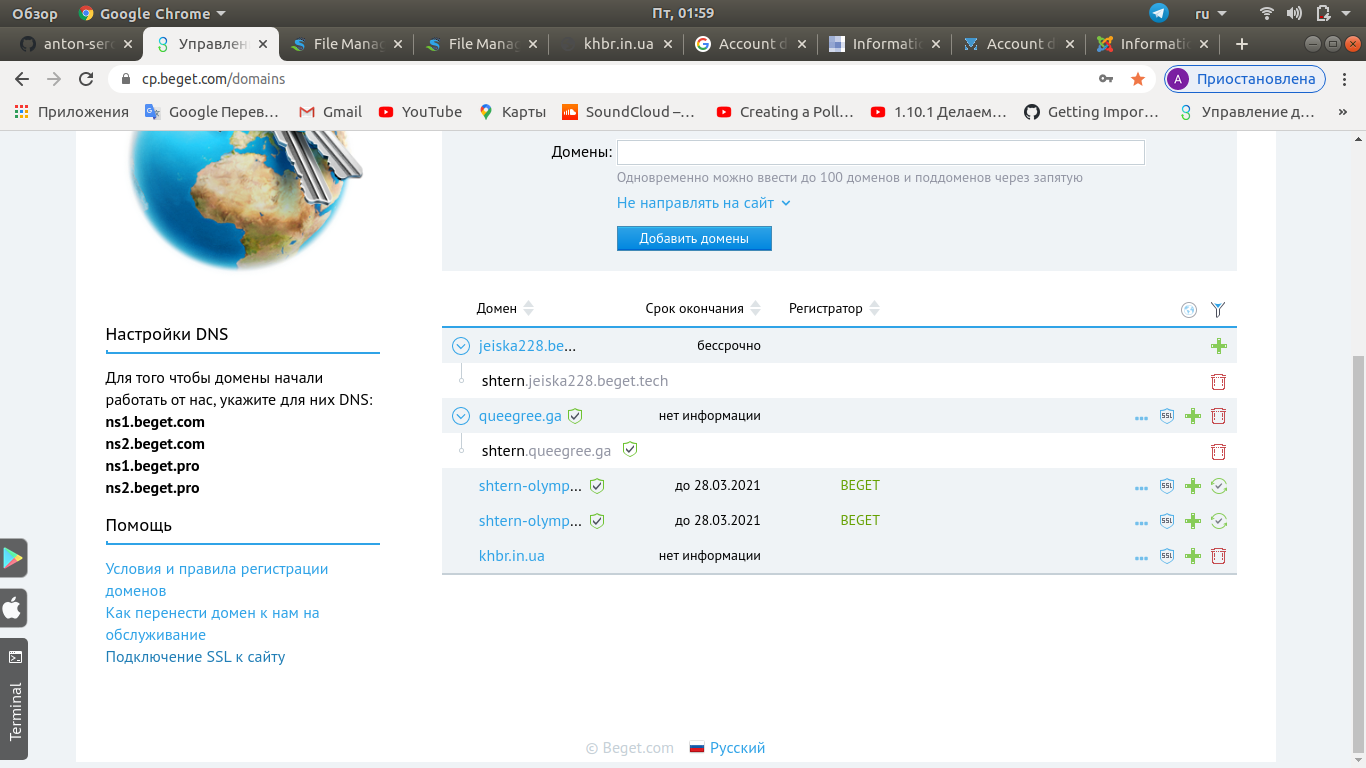 Обзор Google Chrome Пт, 01:59 ru
anton-ser Управлен File Manag File Manag khbr.in.ua Account d Informati Account d Informati
cp.beget.com/domains А Приостановлена
Приложения Google Перев… Gmail YouTube Карты SoundCloud –… Creating a Poll… 1.10.1 Делаем… Getting Impor… Управление д… »
Домены:
Одновременно можно ввести до 100 доменов и поддоменов через запятую
Не направлять на сайт
Добавить домены
Домен Срок окончания Регистратор
jeiska228.be... бессрочно
shtern.jeiska228.beget.tech
queegree.ga нет информации ... SSL
shtern.queegree.ga
shtern-olymp... до 28.03.2021 BEGET ... SSL
shtern-olymp... до 28.03.2021 BEGET ... SSL
khbr.in.ua нет информации ... SSL
Настройки DNS
Для того чтобы домены начали
работать от нас, укажите для них DNS:
ns1.beget.com
ns2.beget.com
ns1.beget.pro
ns2.beget.pro
Помощь
Условия и правила регистрации
доменов
Как перенести домен к нам на
обслуживание
Подключение SSL к сайту
Terminal
© Beget.com Русский